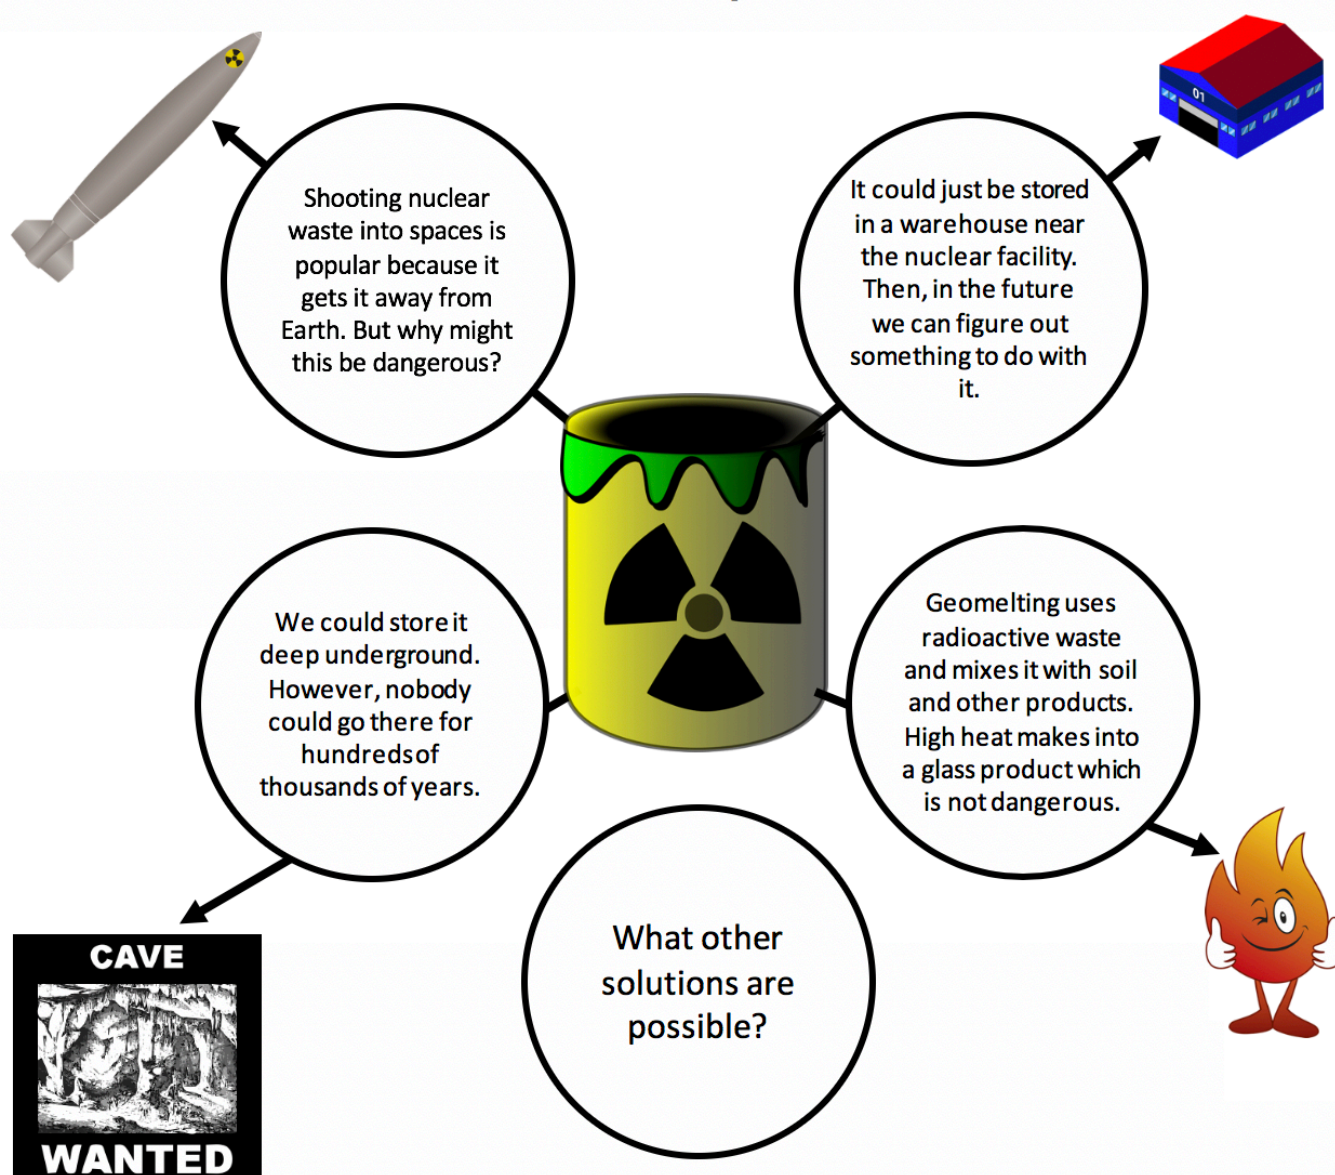 Shooting nuclear
waste into spaces is
popular because it
gets it away from
Earth. But why might
this be dangerous?
01
It could just be stored
in a warehouse near
the nuclear facility.
Then, in the future
we can figure out
something to do with
it.
We could store it
deep underground.
However, nobody
could go there for
hundreds of
thousands of years.
Geomelting uses
radioactive waste
and mixes it with soil
and other products.
High heat makes into
a glass product which
is not dangerous.
What other
solutions are
possible?
CAVE
WANTED